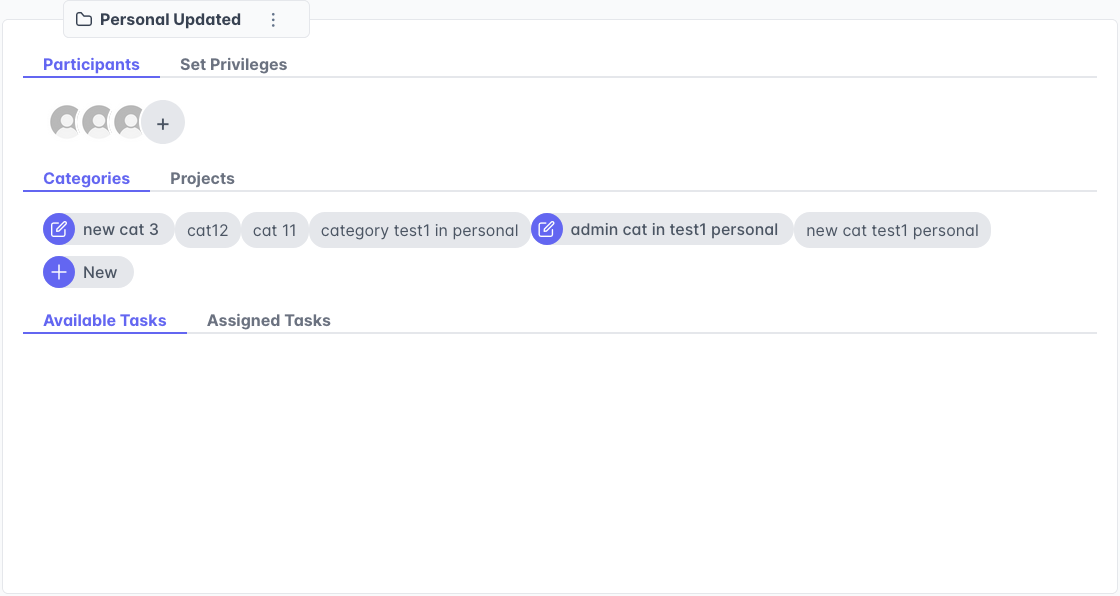 Personal Updated
Participants Set Privileges
+
Categories Projects
new cat 3 cat12 cat 11 category test1 in personal admin cat in test1 personal new cat test1 personal
New
Available Tasks Assigned Tasks